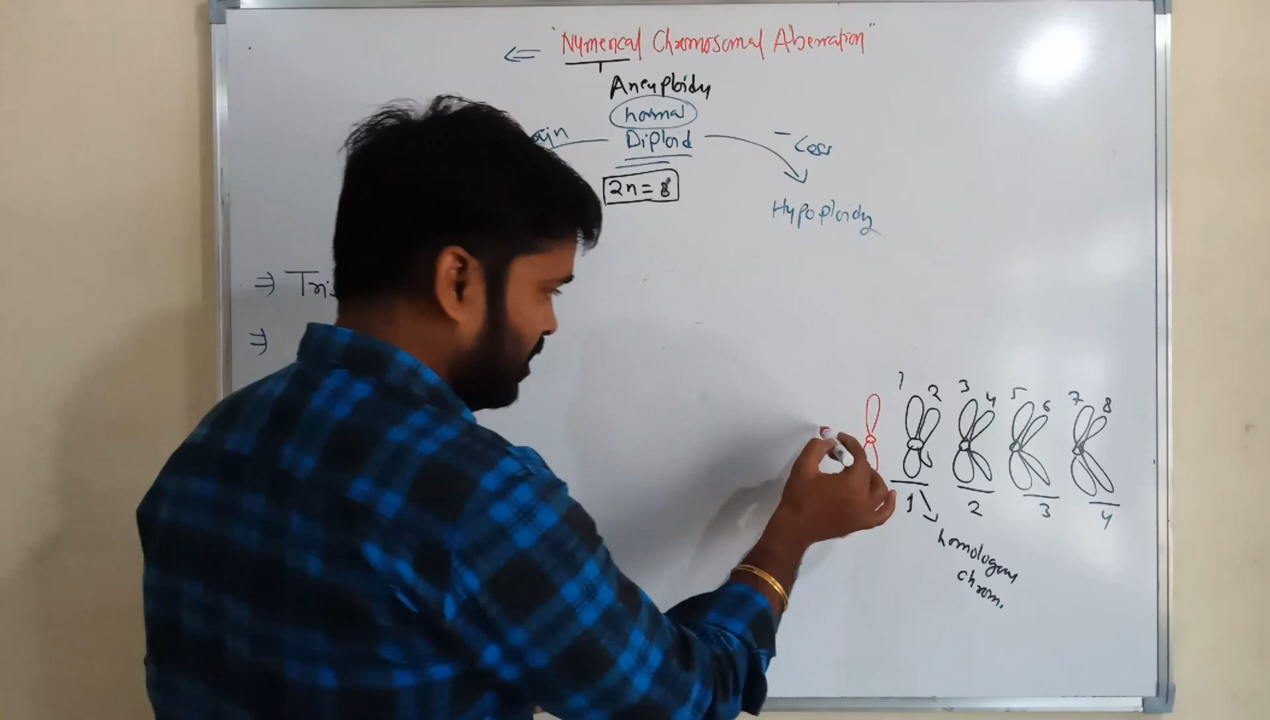 ⇐ "Numerical Chromosomal Aberration"
Aneuploidy
normal
Diploid
- Loss
2n = 8
Hypoploidy
⇒
⇒
1 2 3 4 5 6 7 8
1 2 3 4
homologous
chrom.